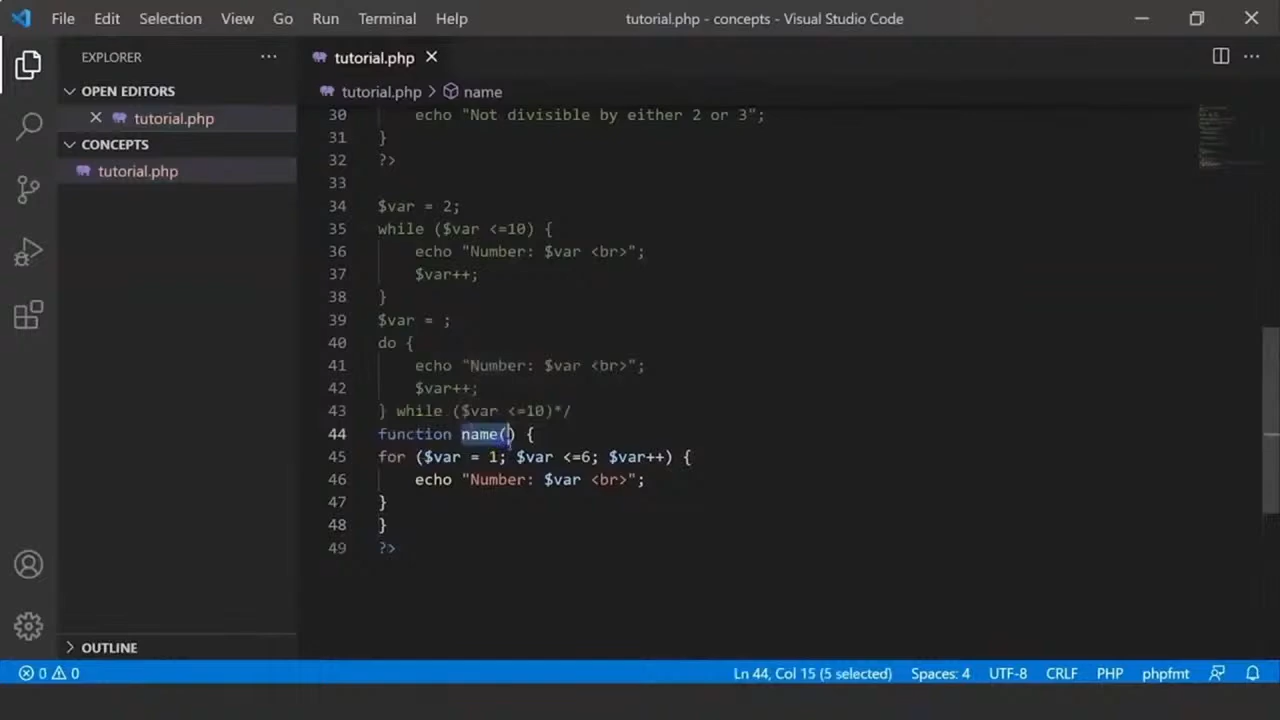 File Edit Selection View Go Run Terminal Help tutorial.php - concepts - Visual Studio Code
EXPLORER ···
OPEN EDITORS
tutorial.php
CONCEPTS
tutorial.php
OUTLINE
tutorial.php
tutorial.php > name
30 echo "Not divisible by either 2 or 3";
31 }
32 ?>
33
34 $var = 2;
35 while ($var <=10) {
36 echo "Number: $var <br>";
37 $var++;
38 }
39 $var = ;
40 do {
41 echo "Number: $var <br>";
42 $var++;
43 } while ($var <=10)*/
44 function name() {
45 for ($var = 1; $var <=6; $var++) {
46 echo "Number: $var <br>";
47 }
48 }
49 ?>
0 0 Ln 44, Col 15 (5 selected) Spaces: 4 UTF-8 CRLF PHP phpfmt